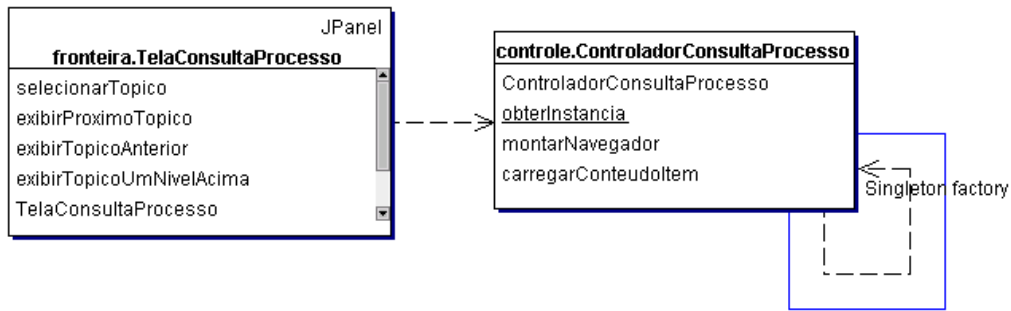 JPanel
fronteira.TelaConsultaProcesso
selecionarTopico
exibirProximoTopico
exibirTopicoAnterior
exibirTopicoUmNivelAcima
TelaConsultaProcesso
controle.ControladorConsultaProcesso
ControladorConsultaProcesso
obterInstancia
montarNavegador
carregarConteudoItem
Singleton factory